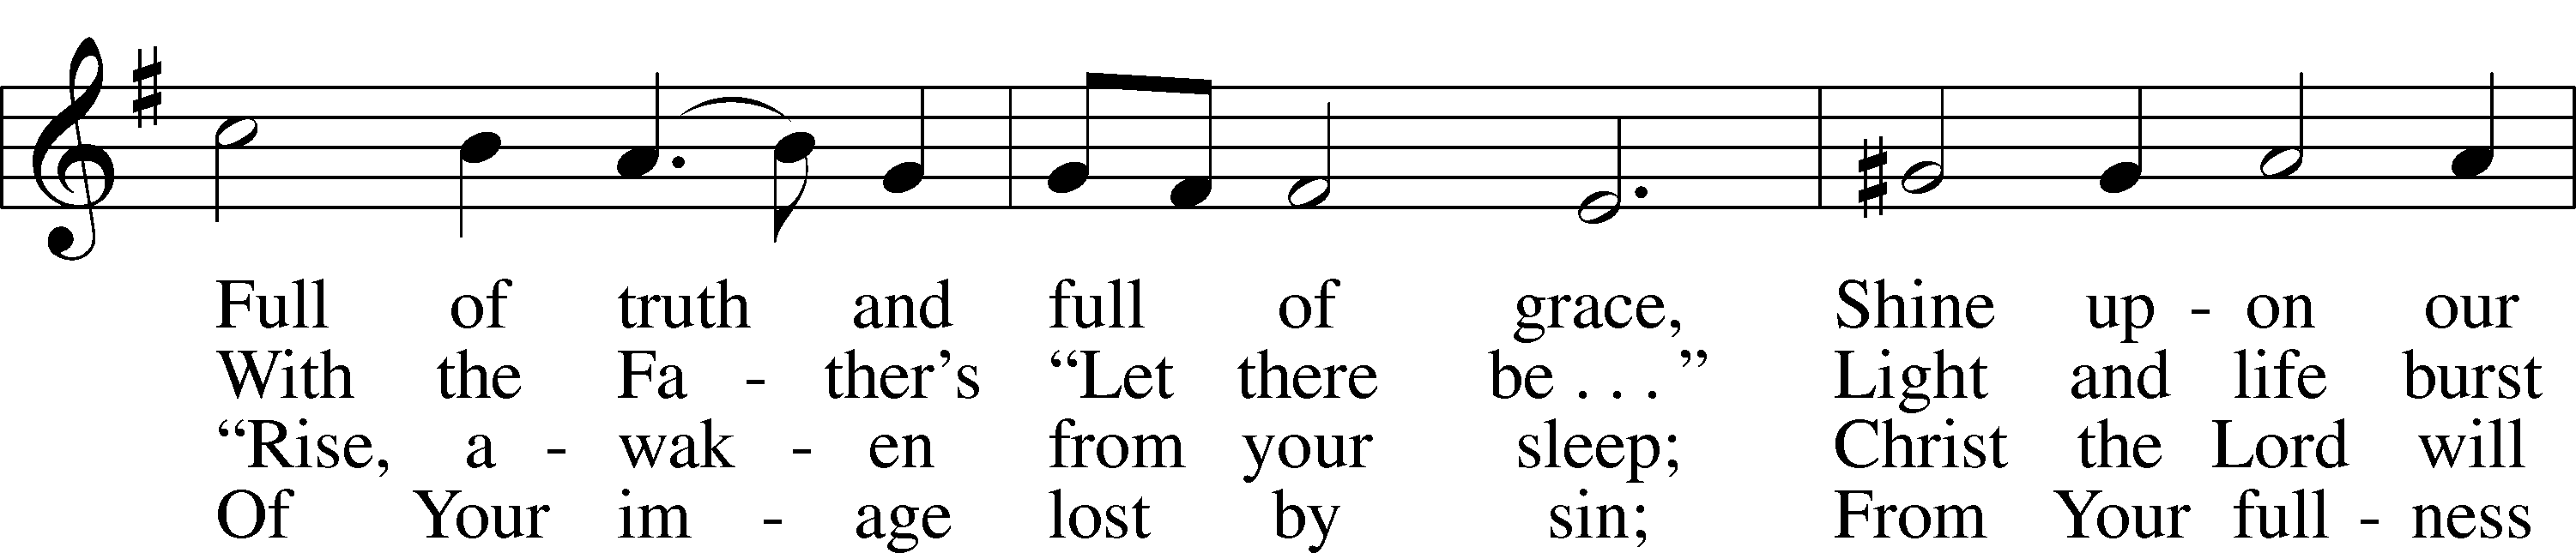 Full of truth and full of grace, Shine up - on our
With the Fa - ther’s “Let there be . . . ” Light and life burst
“Rise, a - wak - en from your sleep; Christ the Lord will
Of Your im - age lost by sin; From Your full - ness